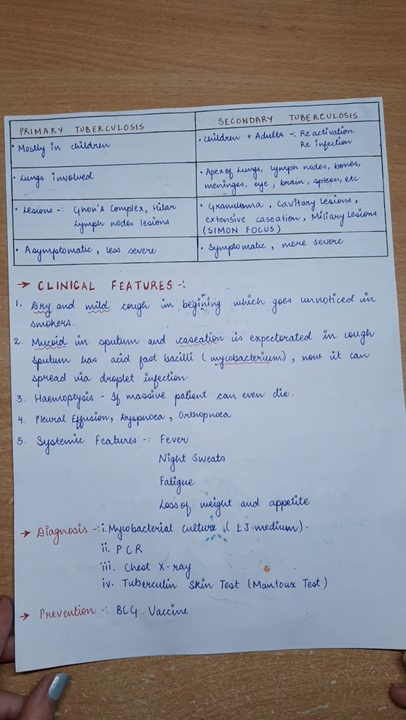 PRIMARY TUBERCULOSIS
SECONDARY TUBERCULOSIS
• Mostly in children
• Children + Adults -: Re activation
Re infection
• Lungs involved
• Apex of Lungs, Lymph nodes, bones,
meninges, eye, brain, spleen, etc
• Lesions -: Ghon's Complex, Hilar
Lymph nodes lesions
• Granuloma, Cavitary lesions,
extensive caseation, Miliary Lesions
(SIMON FOCUS)
• Asymptomatic, less severe
• Symptomatic, more severe
→ CLINICAL FEATURES -:
1. Dry and mild cough in begining which goes unnoticed in
smokers.
2. Mucoid in sputum and caseation is expectorated in cough
Sputum has acid fast bacilli (mycobacterium), now it can
spread via droplet infection.
3. Haemoptysis - If massive patient can even die.
4. Pleural Effusion, Dyspnoea, Orthopnoea
5. Systemic Features -: Fever
Night Sweats
Fatigue
Loss of weight and appetite
→ Diagnosis -: i. Mycobacterial Culture (LJ medium).
ii. PCR
iii. Chest X-ray
iv. Tuberculin Skin Test (Mantoux Test)
→ Prevention -: BCG Vaccine